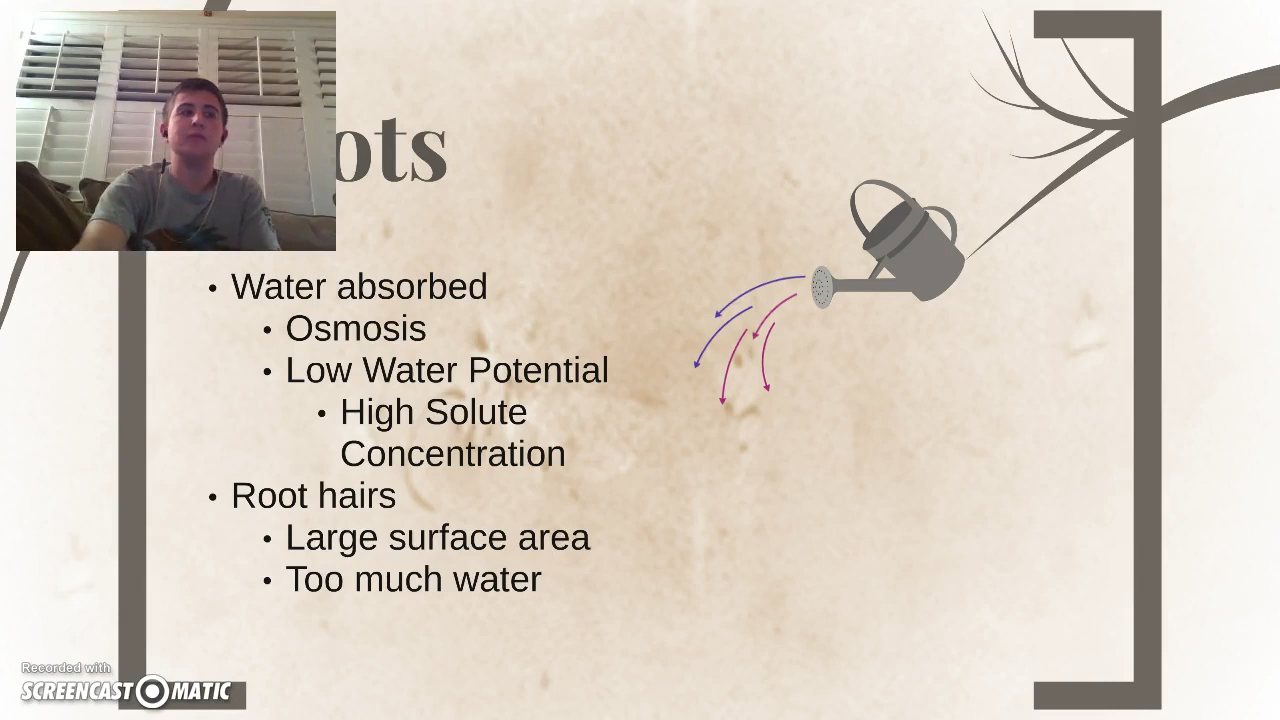 ots
• Water absorbed
• Osmosis
• Low Water Potential
• High Solute
Concentration
• Root hairs
• Large surface area
• Too much water
Recorded with
SCREENCAST MATIC